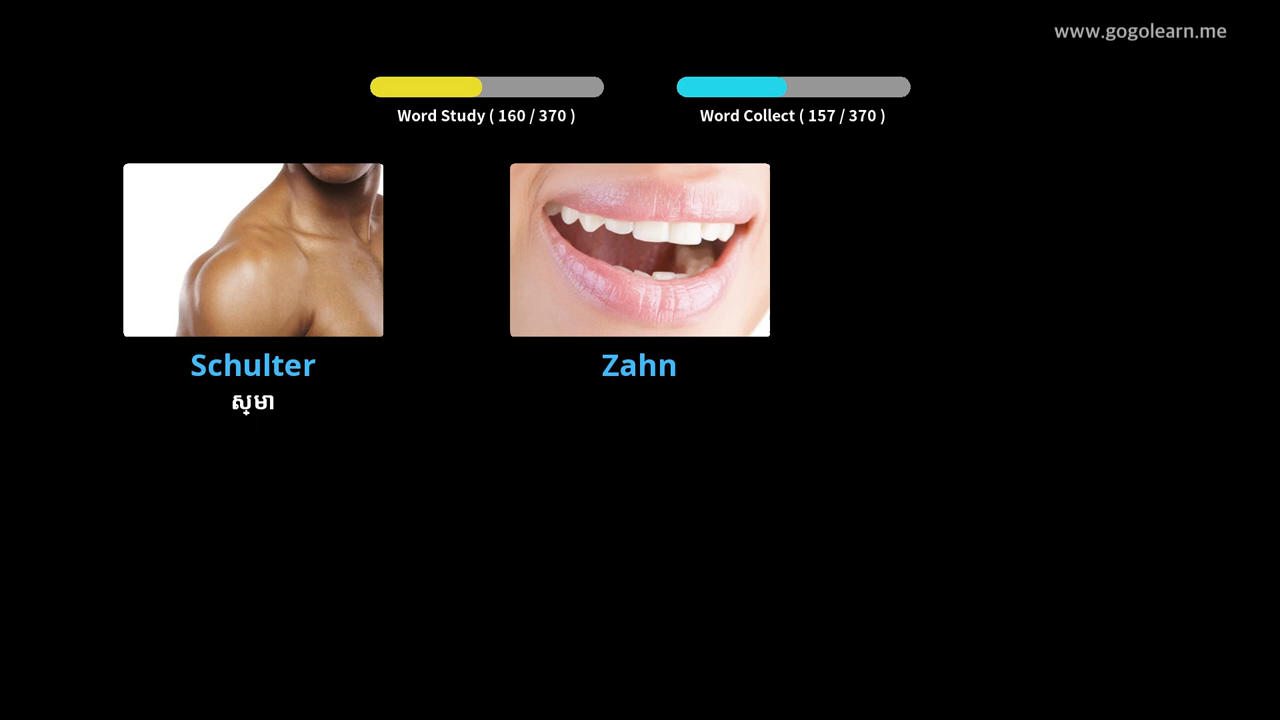 www.gogolearn.me
Word Study ( 160 / 370 )
Word Collect ( 157 / 370 )
Schulter
Zahn
ស្មា